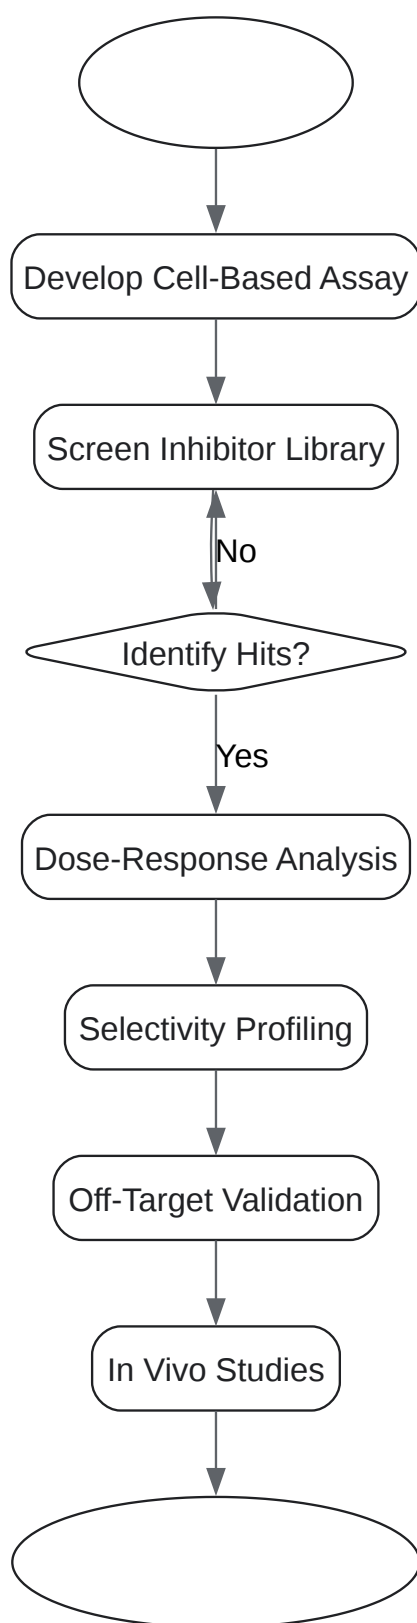 Develop Cell-Based Assay
Screen Inhibitor Library
No
Identify Hits?
Yes
Dose-Response Analysis
Selectivity Profiling
Off-Target Validation
In Vivo Studies